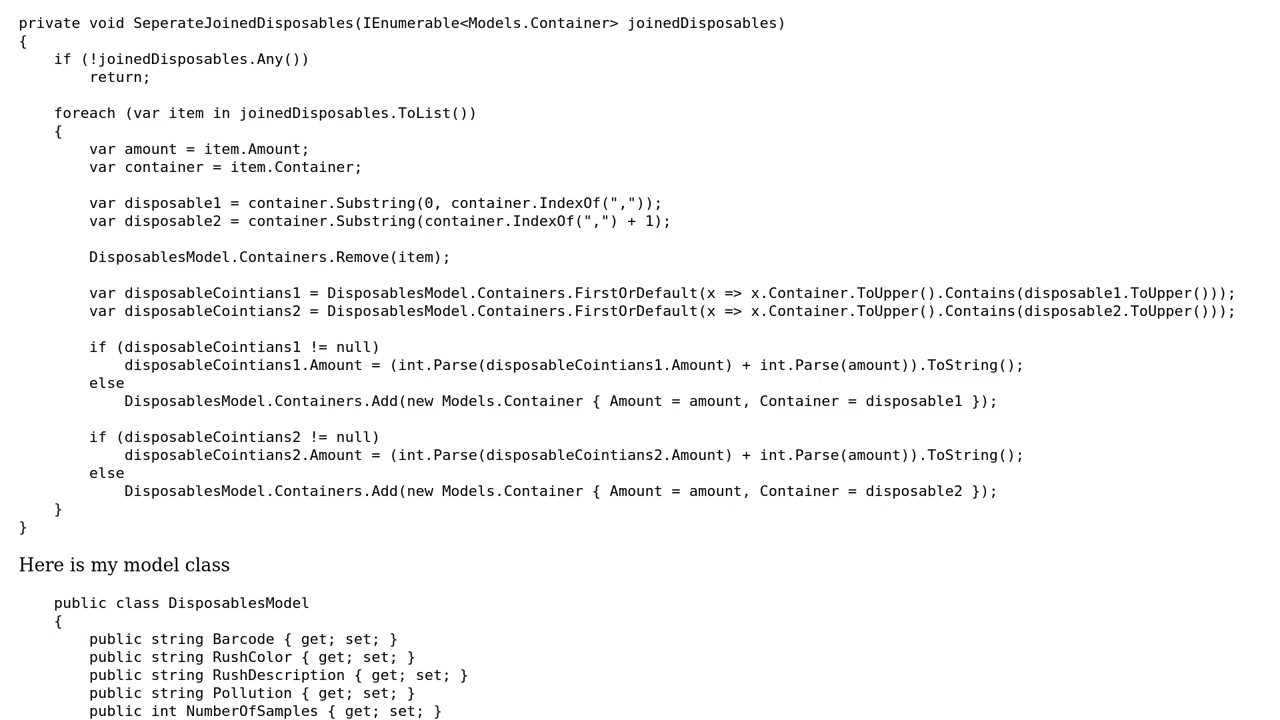 private void SeperateJoinedDisposables(IEnumerable<Models.Container> joinedDisposables)
{
    if (!joinedDisposables.Any())
        return;

    foreach (var item in joinedDisposables.ToList())
    {
        var amount = item.Amount;
        var container = item.Container;

        var disposable1 = container.Substring(0, container.IndexOf(","));
        var disposable2 = container.Substring(container.IndexOf(",") + 1);

        DisposablesModel.Containers.Remove(item);

        var disposableCointians1 = DisposablesModel.Containers.FirstOrDefault(x => x.Container.ToUpper().Contains(disposable1.ToUpper()));
        var disposableCointians2 = DisposablesModel.Containers.FirstOrDefault(x => x.Container.ToUpper().Contains(disposable2.ToUpper()));

        if (disposableCointians1 != null)
            disposableCointians1.Amount = (int.Parse(disposableCointians1.Amount) + int.Parse(amount)).ToString();
        else
            DisposablesModel.Containers.Add(new Models.Container { Amount = amount, Container = disposable1 });

        if (disposableCointians2 != null)
            disposableCointians2.Amount = (int.Parse(disposableCointians2.Amount) + int.Parse(amount)).ToString();
        else
            DisposablesModel.Containers.Add(new Models.Container { Amount = amount, Container = disposable2 });
    }
}
Here is my model class
    public class DisposablesModel
    {
        public string Barcode { get; set; }
        public string RushColor { get; set; }
        public string RushDescription { get; set; }
        public string Pollution { get; set; }
        public int NumberOfSamples { get; set; }